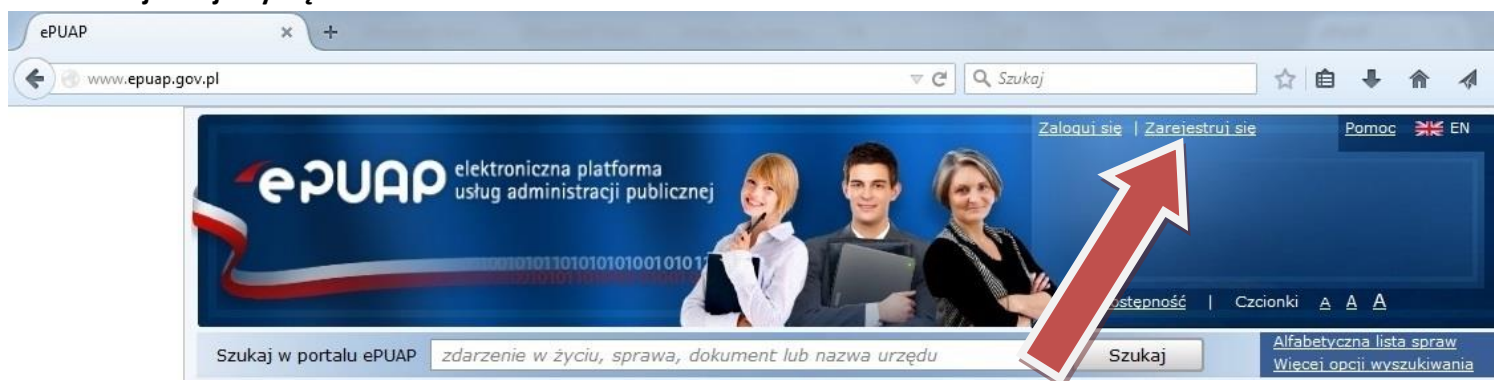 ePUAP
www.epuap.gov.pl
Szukaj
Zaloguj się | Zarejestruj się
Pomoc
EN
ePUAP
elektroniczna platforma
usług administracji publicznej
Czcionki A A A
Szukaj w portalu ePUAP
zdarzenie w życiu, sprawa, dokument lub nazwa urzędu
Szukaj
Alfabetyczna lista spraw
Więcej opcji wyszukiwania